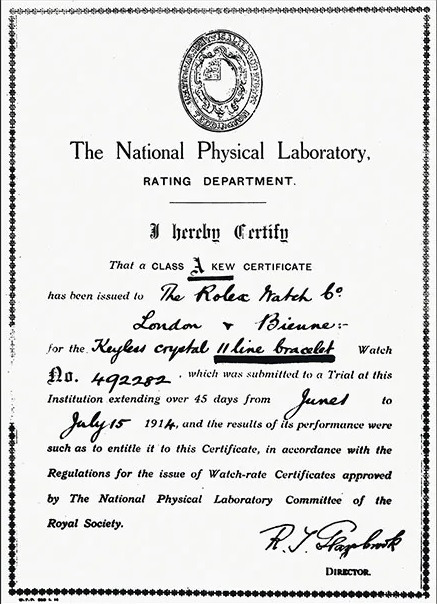 The National Physical Laboratory,
RATING DEPARTMENT.
I hereby Certify
That a CLASS A KEW CERTIFICATE
has been issued to The Rolex Watch Co.
London & Bienne:-
for the Keyless crystal 11 line bracelet Watch
No. 492282, which was submitted to a Trial at this
Institution extending over 45 days from June 1 to
July 15 1914, and the results of its performance were
such as to entitle it to this Certificate, in accordance with the
Regulations for the issue of Watch-rate Certificates approved
by The National Physical Laboratory Committee of the
Royal Society.
R. T. Glazebrook
DIRECTOR.